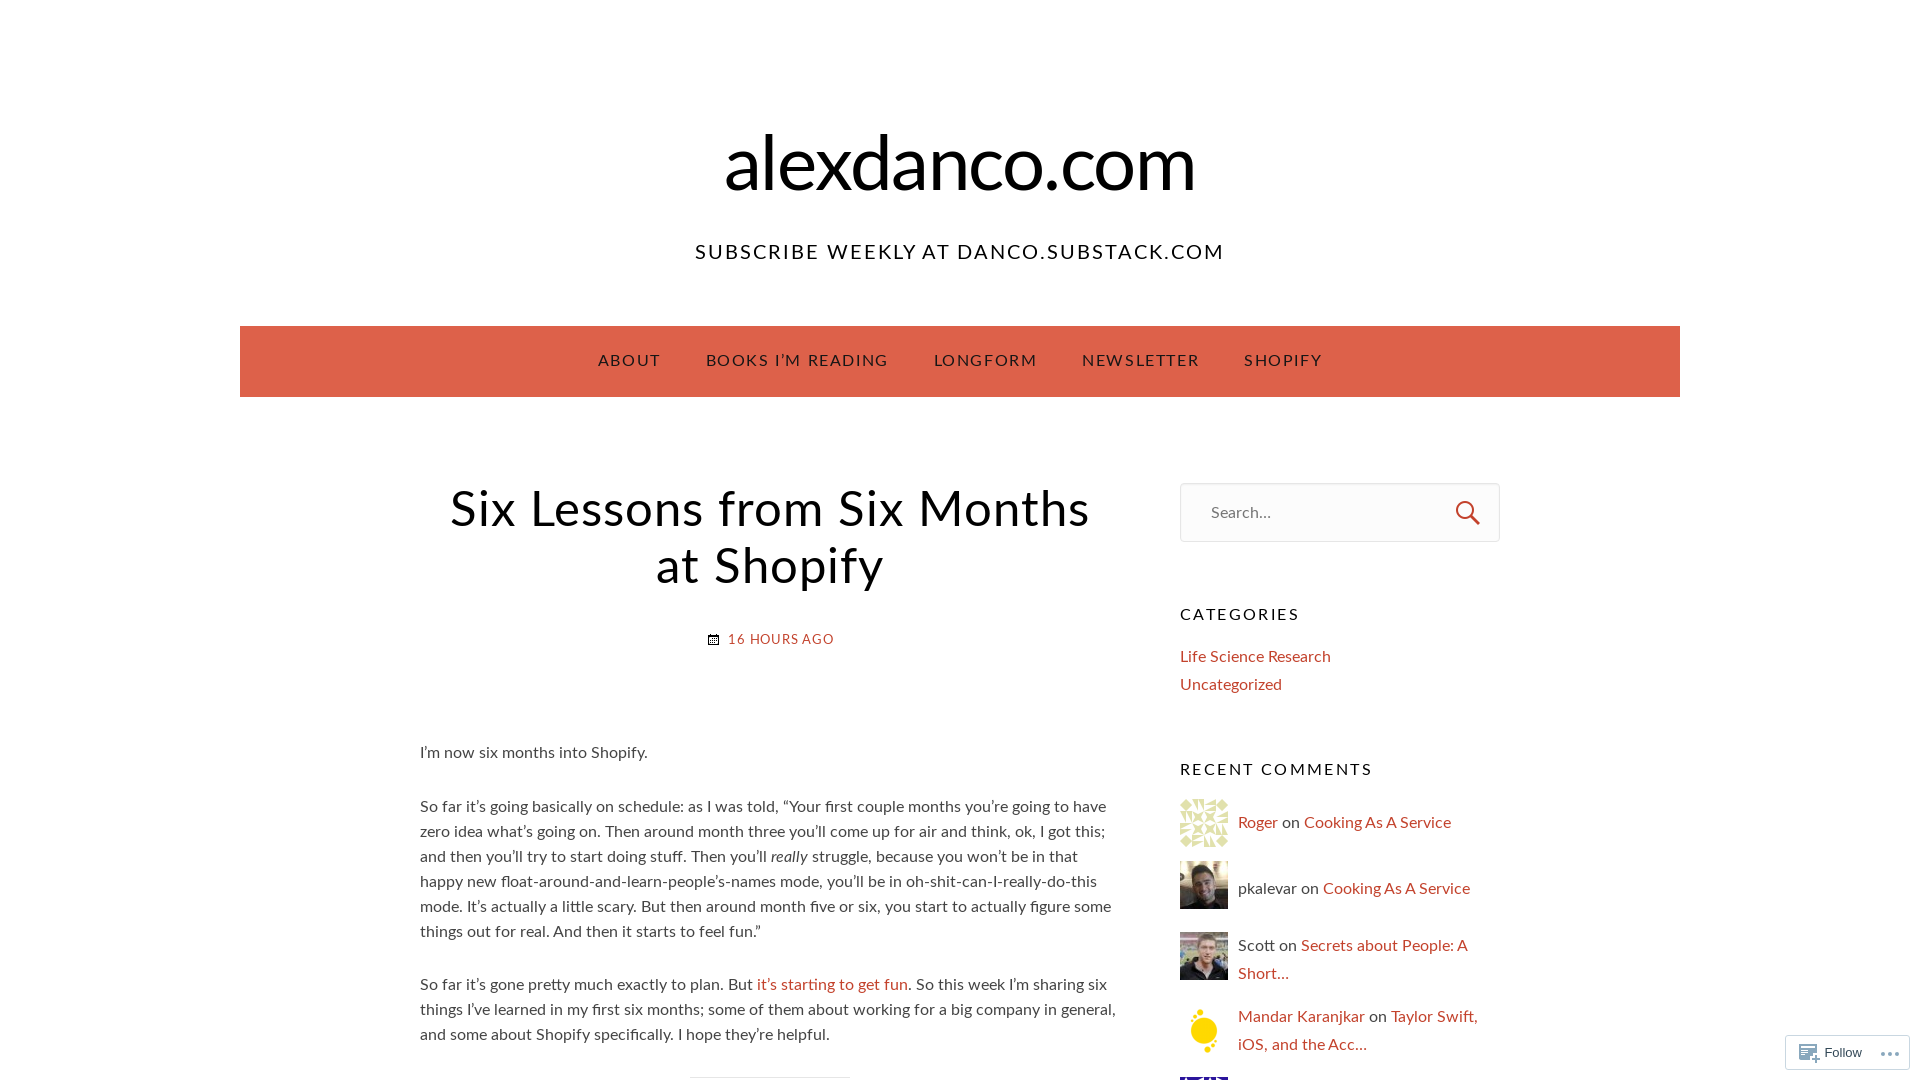 alexdanco.com
SUBSCRIBE WEEKLY AT DANCO.SUBSTACK.COM
ABOUT BOOKS I’M READING LONGFORM NEWSLETTER SHOPIFY
Six Lessons from Six Months
at Shopify
16 HOURS AGO
I’m now six months into Shopify.
So far it’s going basically on schedule: as I was told, “Your first couple months you’re going to have
zero idea what’s going on. Then around month three you’ll come up for air and think, ok, I got this;
and then you’ll try to start doing stuff. Then you’ll really struggle, because you won’t be in that
happy new float-around-and-learn-people’s-names mode, you’ll be in oh-shit-can-I-really-do-this
mode. It’s actually a little scary. But then around month five or six, you start to actually figure some
things out for real. And then it starts to feel fun.”
So far it’s gone pretty much exactly to plan. But it’s starting to get fun. So this week I’m sharing six
things I’ve learned in my first six months; some of them about working for a big company in general,
and some about Shopify specifically. I hope they’re helpful.
Search…
CATEGORIES
Life Science Research
Uncategorized
RECENT COMMENTS
Roger on Cooking As A Service
pkalevar on Cooking As A Service
Scott on Secrets about People: A
Short…
Mandar Karanjkar on Taylor Swift,
iOS, and the Acc…
Follow